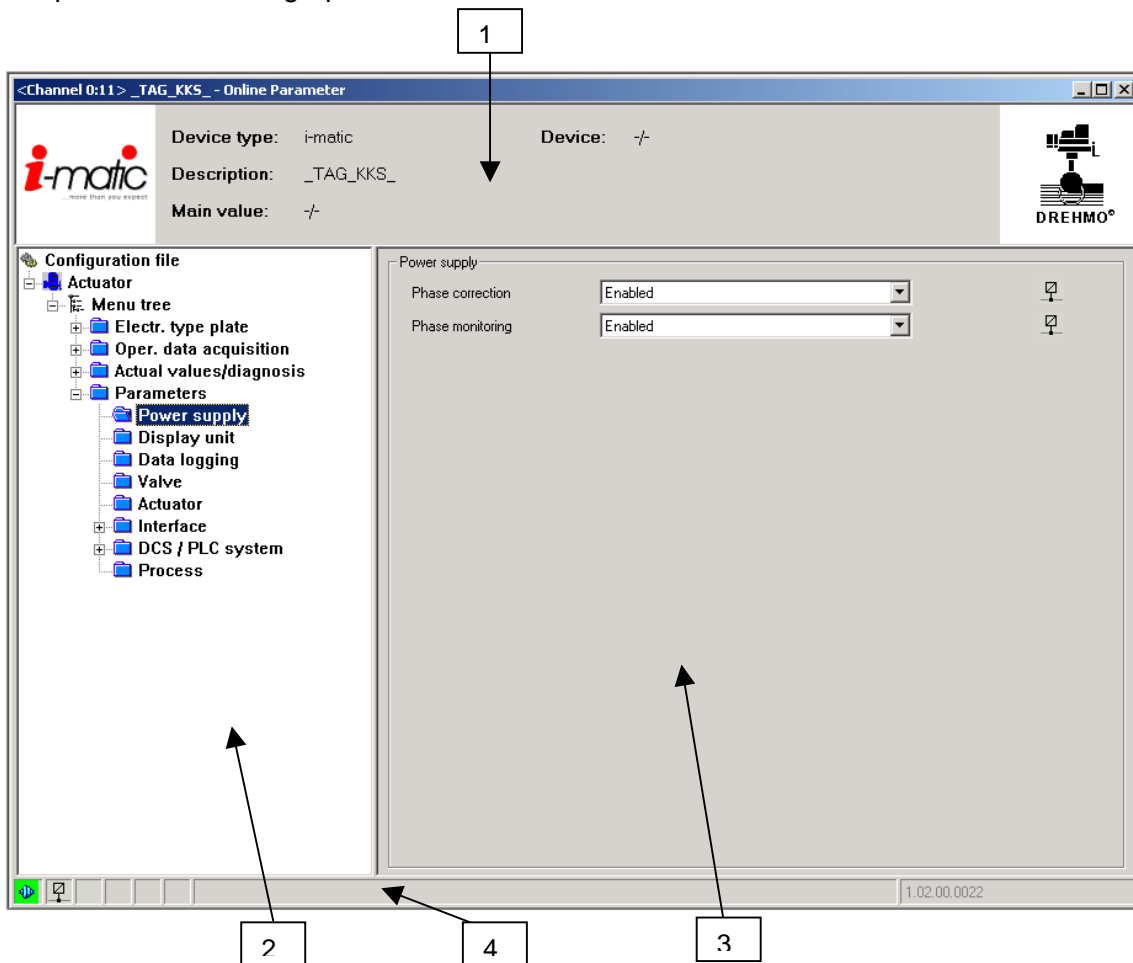 1
<Channel 0:11> _TAG_KKS_ - Online Parameter
i-matic
...more than you expect
Device type: i-matic Device: -/-
Description: _TAG_KKS_
Main value: -/-
L
DREHMO®
Configuration file
Actuator
Menu tree
Electr. type plate
Oper. data acquisition
Actual values/diagnosis
Parameters
Power supply
Display unit
Data logging
Valve
Actuator
Interface
DCS / PLC system
Process
Power supply
Phase correction Enabled
Phase monitoring Enabled
1.02.00.0022
2 4 3